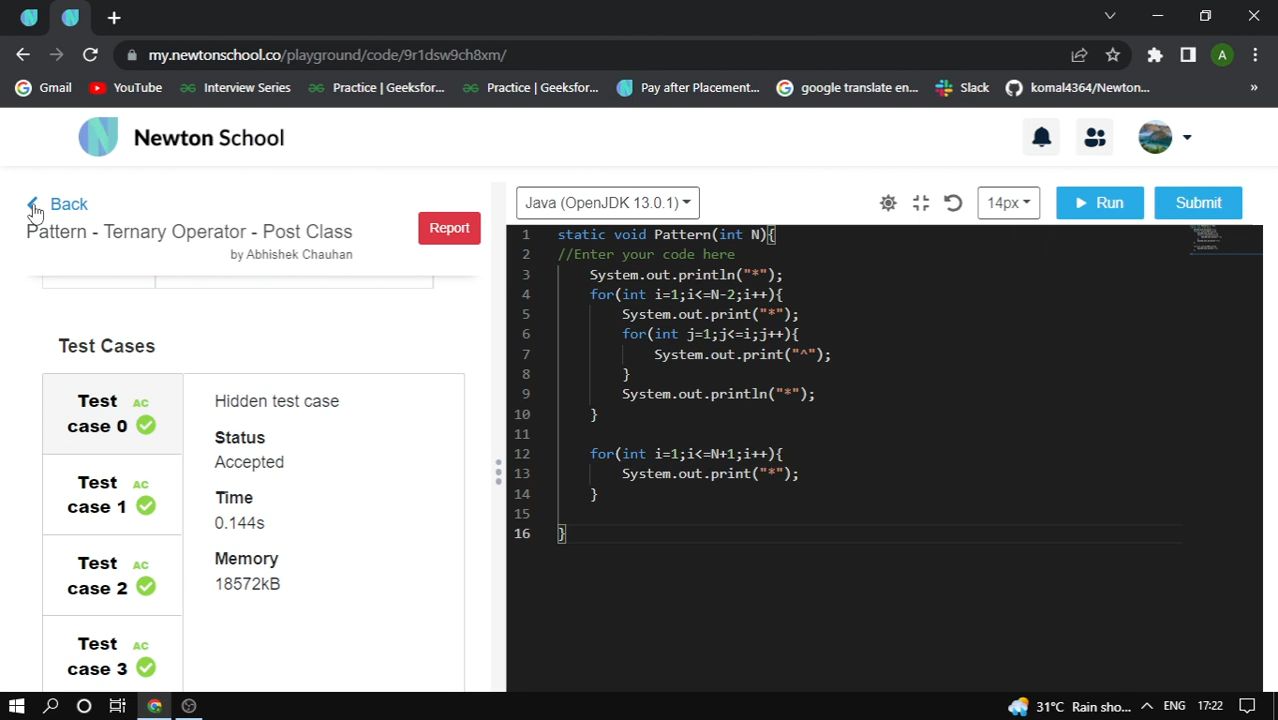 my.newtonschool.co/playground/code/9r1dsw9ch8xm/
A
Gmail
YouTube
Interview Series
Practice | Geeksfor...
Practice | Geeksfor...
Pay after Placement...
google translate en...
Slack
komal4364/Newton...
»
Newton School
Back
Pattern - Ternary Operator - Post Class
by Abhishek Chauhan
Report
Test Cases
Test case 0 AC
Test case 1 AC
Test case 2 AC
Test case 3 AC
Hidden test case
Status
Accepted
Time
0.144s
Memory
18572kB
Java (OpenJDK 13.0.1)
14px
Run
Submit
1 static void Pattern(int N){
2 //Enter your code here
3 System.out.println("*");
4 for(int i=1;i<=N-2;i++){
5 System.out.print("*");
6 for(int j=1;j<=i;j++){
7 System.out.print("^");
8 }
9 System.out.println("*");
10 }
11
12 for(int i=1;i<=N+1;i++){
13 System.out.print("*");
14 }
15
16 }
31°C Rain sho... ENG 17:22